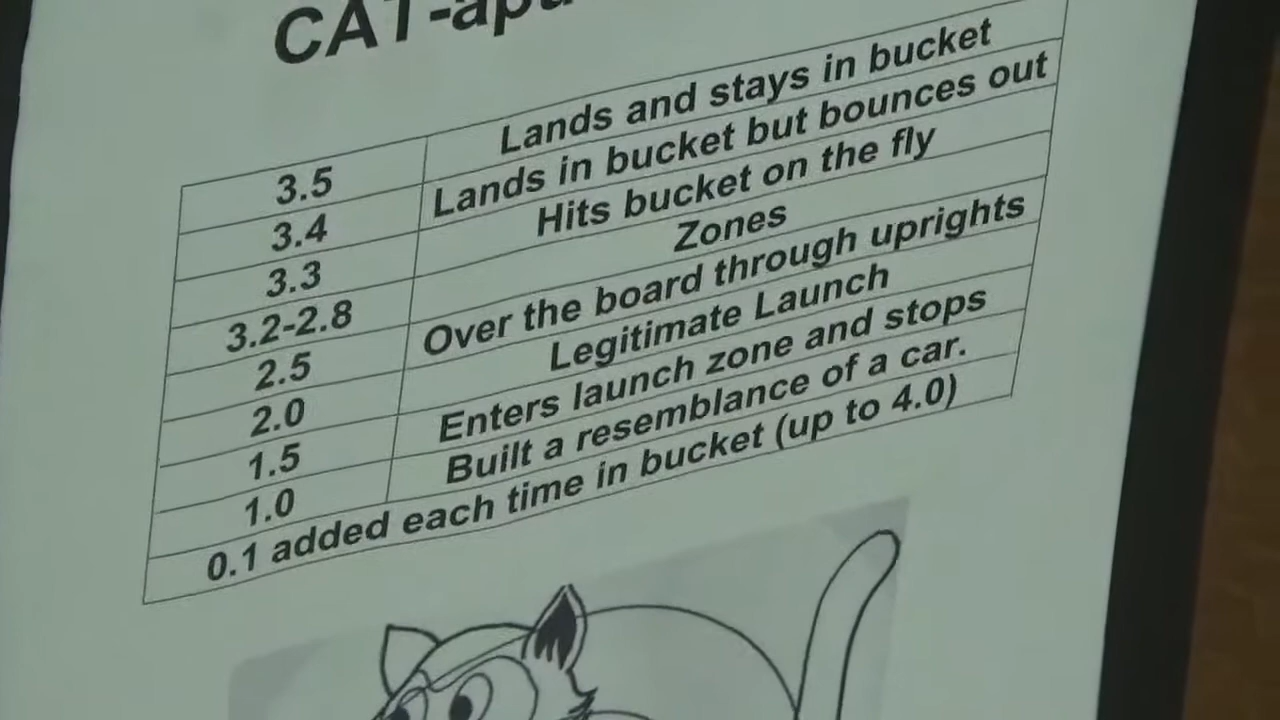 CAT-apu
3.5 Lands and stays in bucket
3.4 Lands in bucket but bounces out
3.3 Hits bucket on the fly
3.2-2.8 Zones
2.5 Over the board through uprights
2.0 Legitimate Launch
1.5 Enters launch zone and stops
1.0 Built a resemblance of a car.
0.1 added each time in bucket (up to 4.0)